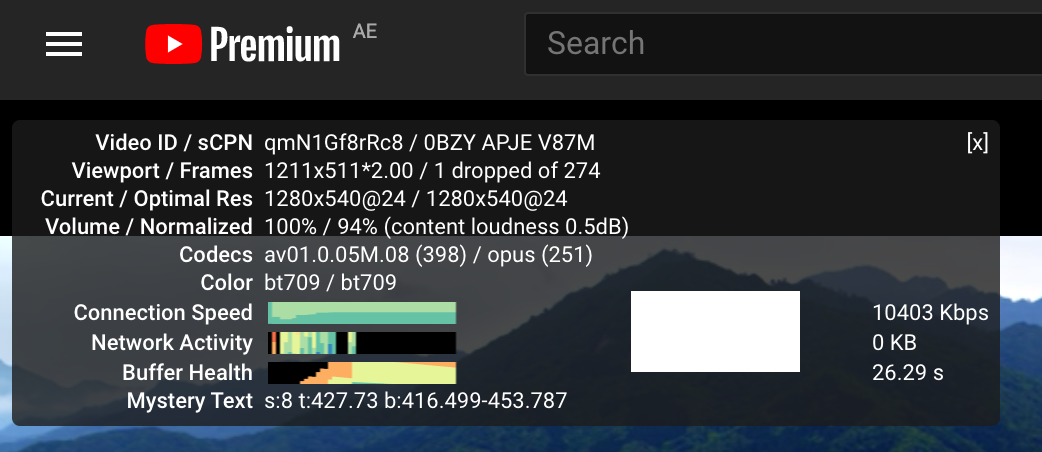 Premium AE
Search
Video ID / sCPN qmN1Gf8rRc8 / 0BZY APJE V87M [x]
Viewport / Frames 1211x511*2.00 / 1 dropped of 274
Current / Optimal Res 1280x540@24 / 1280x540@24
Volume / Normalized 100% / 94% (content loudness 0.5dB)
Codecs av01.0.05M.08 (398) / opus (251)
Color bt709 / bt709
Connection Speed 10403 Kbps
Network Activity 0 KB
Buffer Health 26.29 s
Mystery Text s:8 t:427.73 b:416.499-453.787